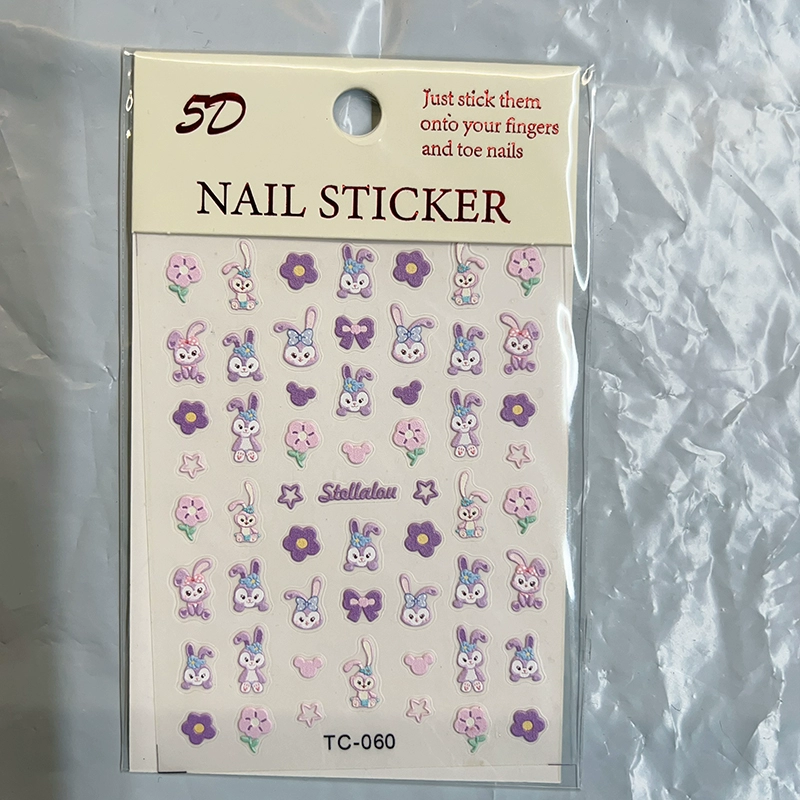 5D
Just stick them
onto your fingers
and toe nails
NAIL STICKER
Stellalou
TC-060